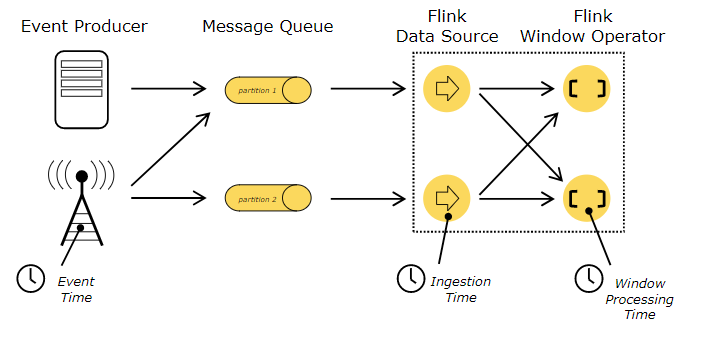 Event Producer
Message Queue
Flink
Data Source
Flink
Window Operator
partition 1
partition 2
Event
Time
Ingestion
Time
Window
Processing
Time